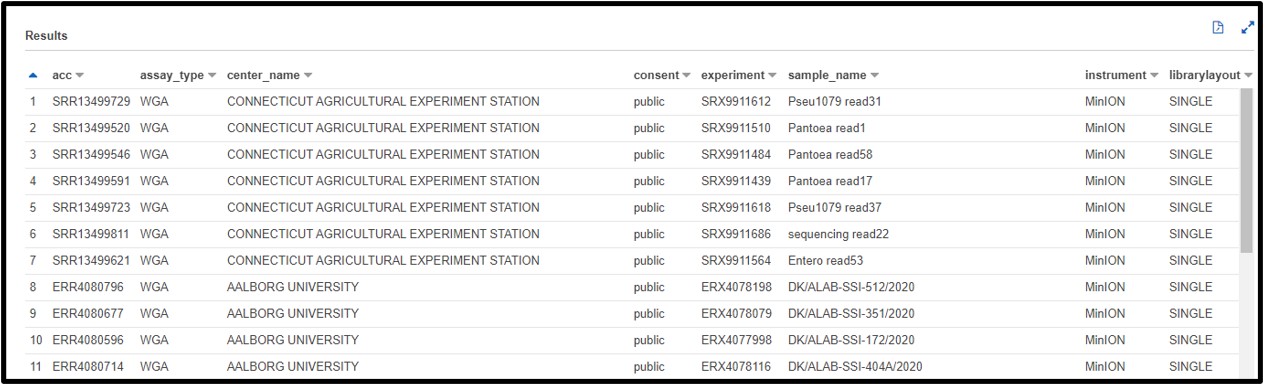 Results
acc assay_type center_name consent experiment sample_name instrument librarylayout
1 SRR13499729 WGA CONNECTICUT AGRICULTURAL EXPERIMENT STATION public SRX9911612 Pseu1079 read31 MinION SINGLE
2 SRR13499520 WGA CONNECTICUT AGRICULTURAL EXPERIMENT STATION public SRX9911510 Pantoea read1 MinION SINGLE
3 SRR13499546 WGA CONNECTICUT AGRICULTURAL EXPERIMENT STATION public SRX9911484 Pantoea read58 MinION SINGLE
4 SRR13499591 WGA CONNECTICUT AGRICULTURAL EXPERIMENT STATION public SRX9911439 Pantoea read17 MinION SINGLE
5 SRR13499723 WGA CONNECTICUT AGRICULTURAL EXPERIMENT STATION public SRX9911618 Pseu1079 read37 MinION SINGLE
6 SRR13499811 WGA CONNECTICUT AGRICULTURAL EXPERIMENT STATION public SRX9911686 sequencing read22 MinION SINGLE
7 SRR13499621 WGA CONNECTICUT AGRICULTURAL EXPERIMENT STATION public SRX9911564 Entero read53 MinION SINGLE
8 ERR4080796 WGA AALBORG UNIVERSITY public ERX4078198 DK/ALAB-SSI-512/2020 MinION SINGLE
9 ERR4080677 WGA AALBORG UNIVERSITY public ERX4078079 DK/ALAB-SSI-351/2020 MinION SINGLE
10 ERR4080596 WGA AALBORG UNIVERSITY public ERX4077998 DK/ALAB-SSI-172/2020 MinION SINGLE
11 ERR4080714 WGA AALBORG UNIVERSITY public ERX4078116 DK/ALAB-SSI-404A/2020 MinION SINGLE